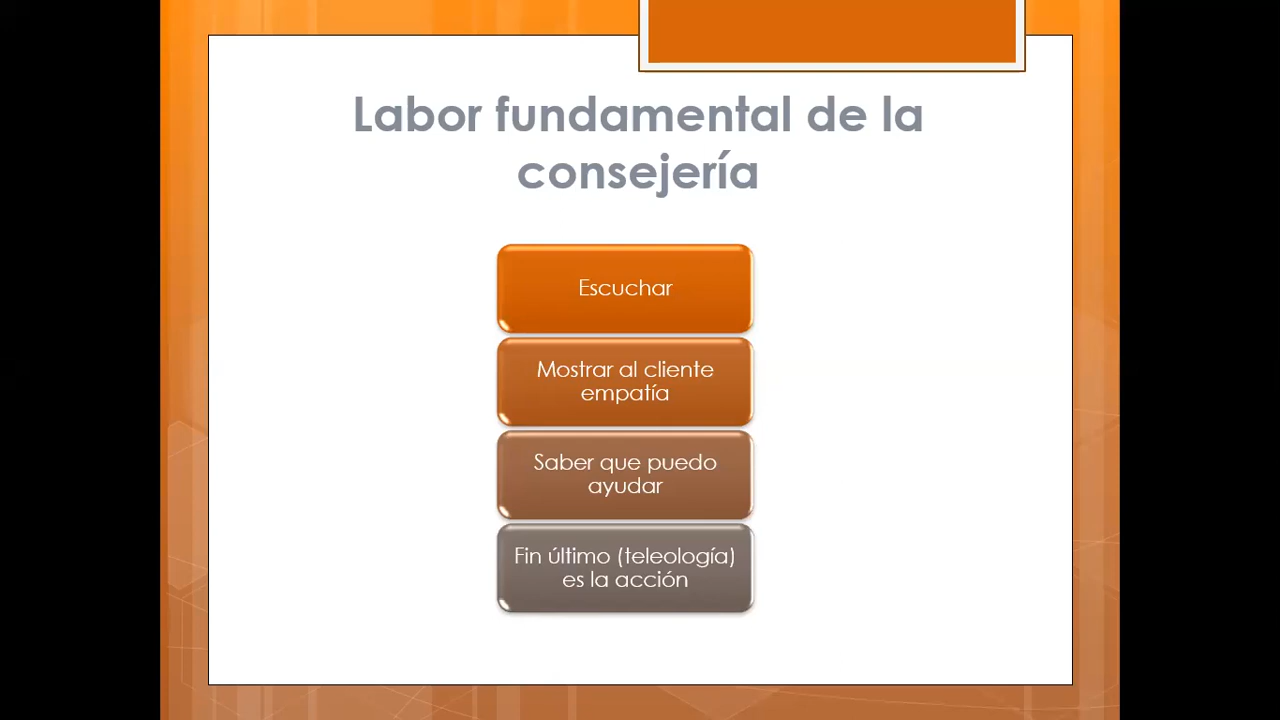 Labor fundamental de la
consejería
Escuchar
Mostrar al cliente
empatía
Saber que puedo
ayudar
Fin último (teleología)
es la acción